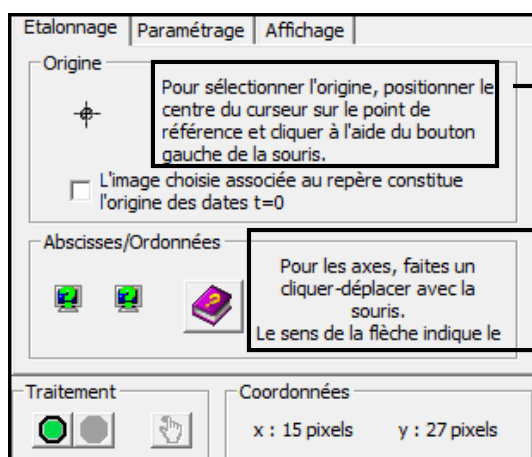 Etalonnage Paramétrage Affichage
Origine
Pour sélectionner l'origine, positionner le
centre du curseur sur le point de
référence et cliquer à l'aide du bouton
gauche de la souris.
L'image choisie associée au repère constitue
l'origine des dates t=0
Abscisses/Ordonnées
Pour les axes, faites un
cliquer-déplacer avec la
souris.
Le sens de la flèche indique le
Traitement
Coordonnées
x : 15 pixels y : 27 pixels